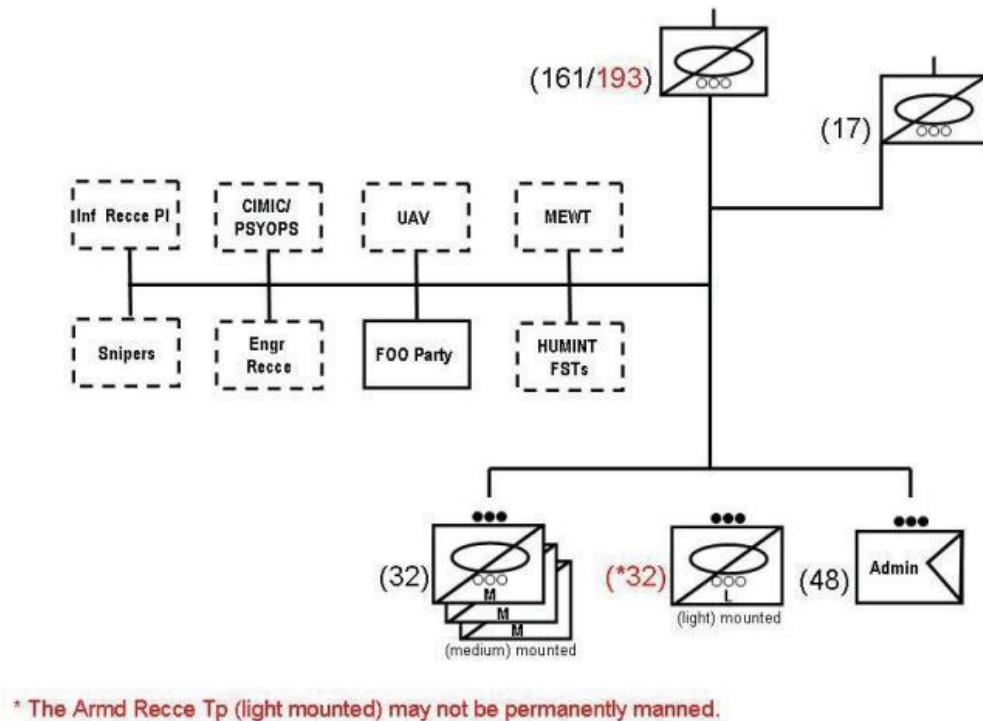 (161/193)
(17)
Inf Recce Pl
CIMIC/
PSYOPS
UAV
MEWT
Snipers
Engr
Recce
FOO Party
HUMINT
FSTs
(32)
M
M
M
(medium) mounted
(*32)
L
(light) mounted
(48)
Admin
* The Armd Recce Tp (light mounted) may not be permanently manned.